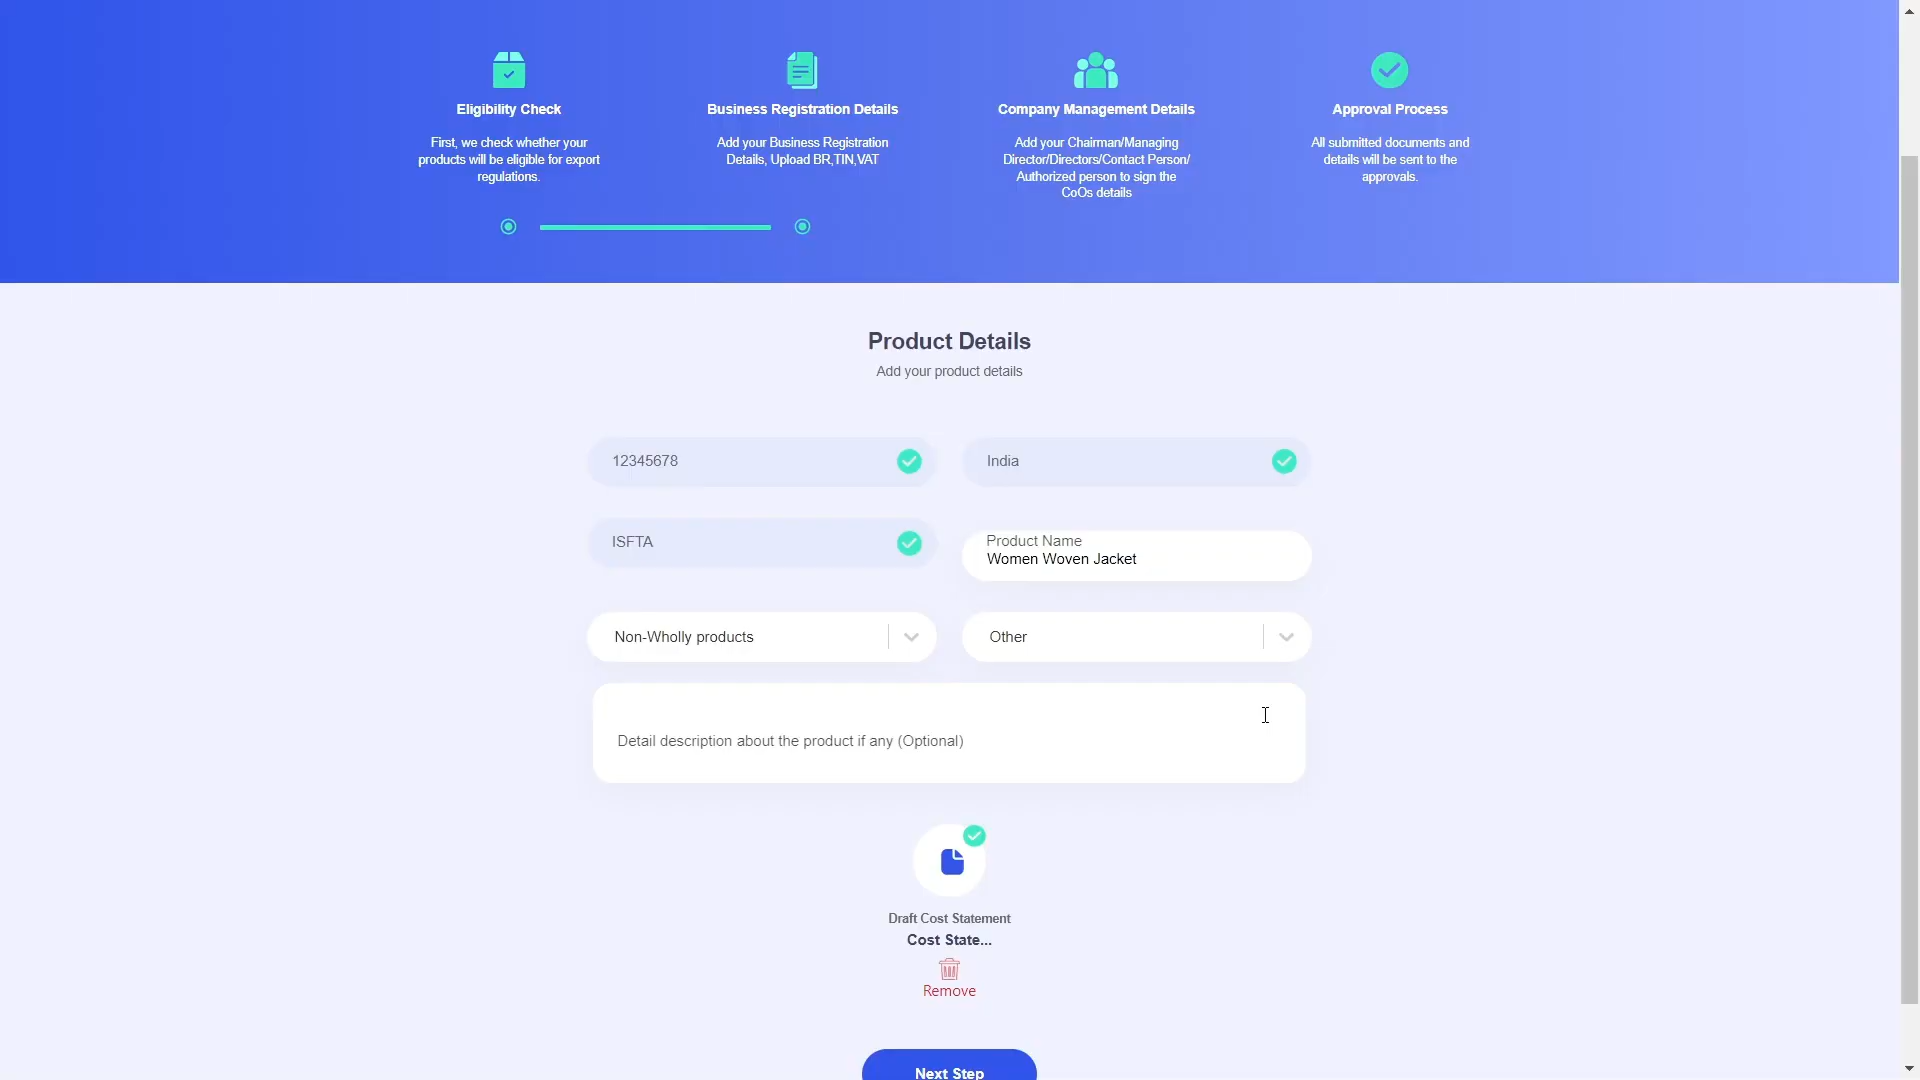 Eligibility Check
First, we check whether your
products will be eligible for export
regulations.
Business Registration Details
Add your Business Registration
Details, Upload BR,TIN,VAT
Company Management Details
Add your Chairman/Managing
Director/Directors/Contact Person/
Authorized person to sign the
CoOs details
Approval Process
All submitted documents and
details will be sent to the
approvals.
Product Details
Add your product details
12345678
India
ISFTA
Product Name
Women Woven Jacket
Non-Wholly products
Other
Detail description about the product if any (Optional)
Draft Cost Statement
Cost State...
Remove
Next Step